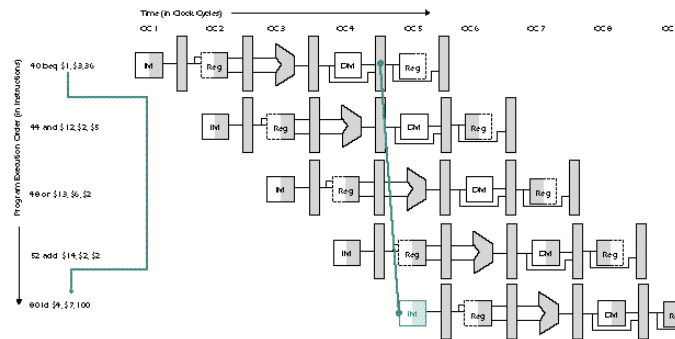 Time (in Clock Cycles)
CC 1 CC 2 CC 3 CC 4 CC 5 CC 6 CC 7 CC 8
Program Execution Order (in Instructions)
40 beq $1, $3, 36
IM Reg DM Reg
44 and $12, $2, $5
IM Reg DM Reg
48 or $13, $6, $2
IM Reg DM Reg
52 add $14, $2, $2
IM Reg DM Reg
80 ld $4, $7, 100
IM Reg DM